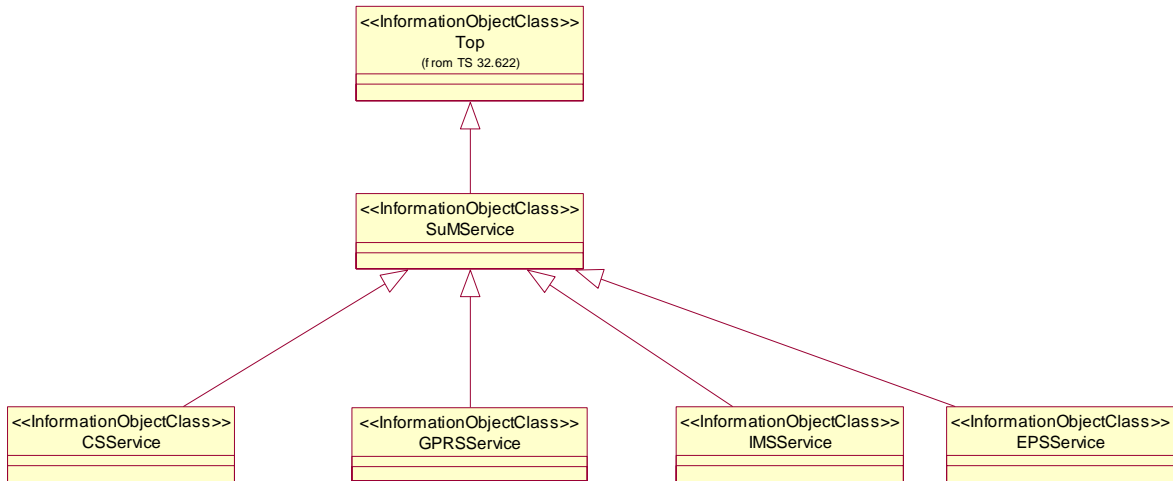 <<InformationObjectClass>>
Top
(from TS 32.622)
<<InformationObjectClass>>
SuMService
<<InformationObjectClass>>
CSService
<<InformationObjectClass>>
GPRSService
<<InformationObjectClass>>
IMSService
<<InformationObjectClass>>
EPSService